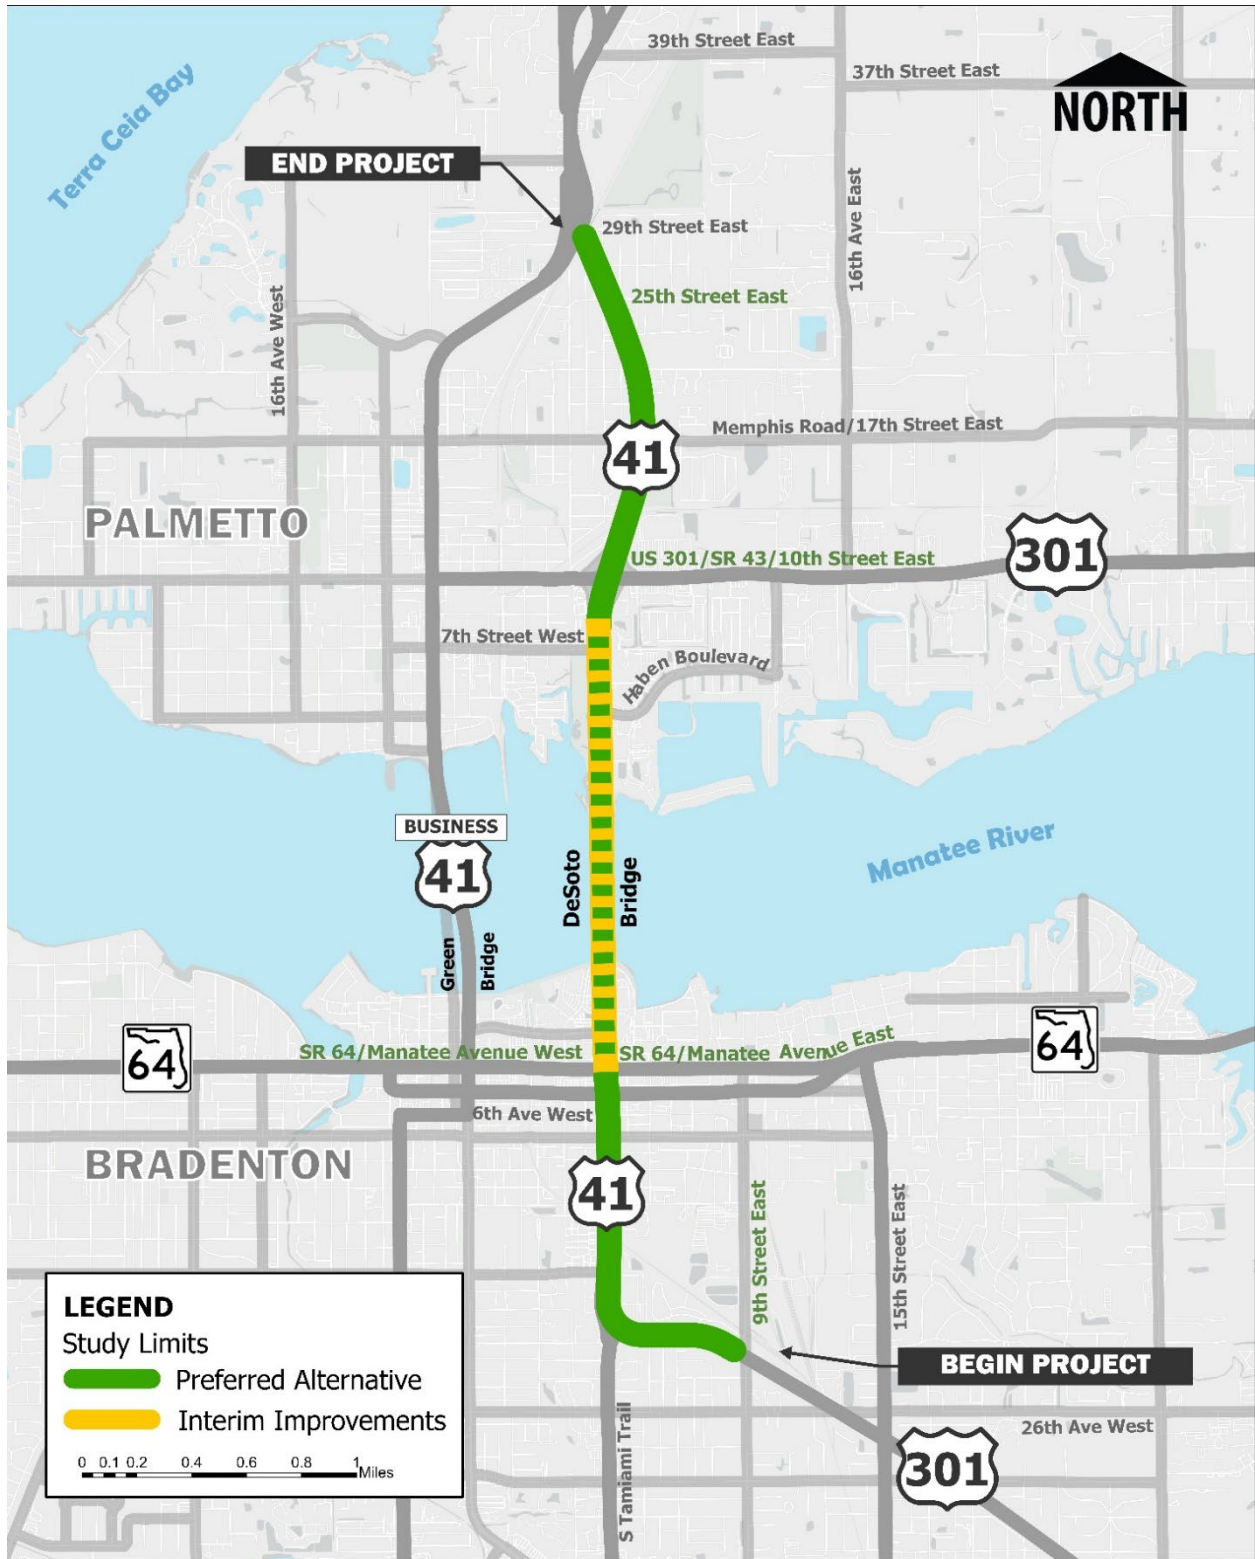 39th Street East
37th Street East
NORTH
Terra Ceia Bay
END PROJECT
29th Street East
16th Ave East
25th Street East
16th Ave West
Memphis Road/17th Street East
41
PALMETTO
US 301/SR 43/10th Street East
301
7th Street West
Haben Boulevard
BUSINESS
41
DeSoto
Bridge
Manatee River
Green
Bridge
64
SR 64/Manatee Avenue West
SR 64/Manatee Avenue East
64
6th Ave West
BRADENTON
41
9th Street East
15th Street East
BEGIN PROJECT
S Tamiami Trail
26th Ave West
301
LEGEND
Study Limits
Preferred Alternative
Interim Improvements
0 0.1 0.2 0.4 0.6 0.8 1
Miles